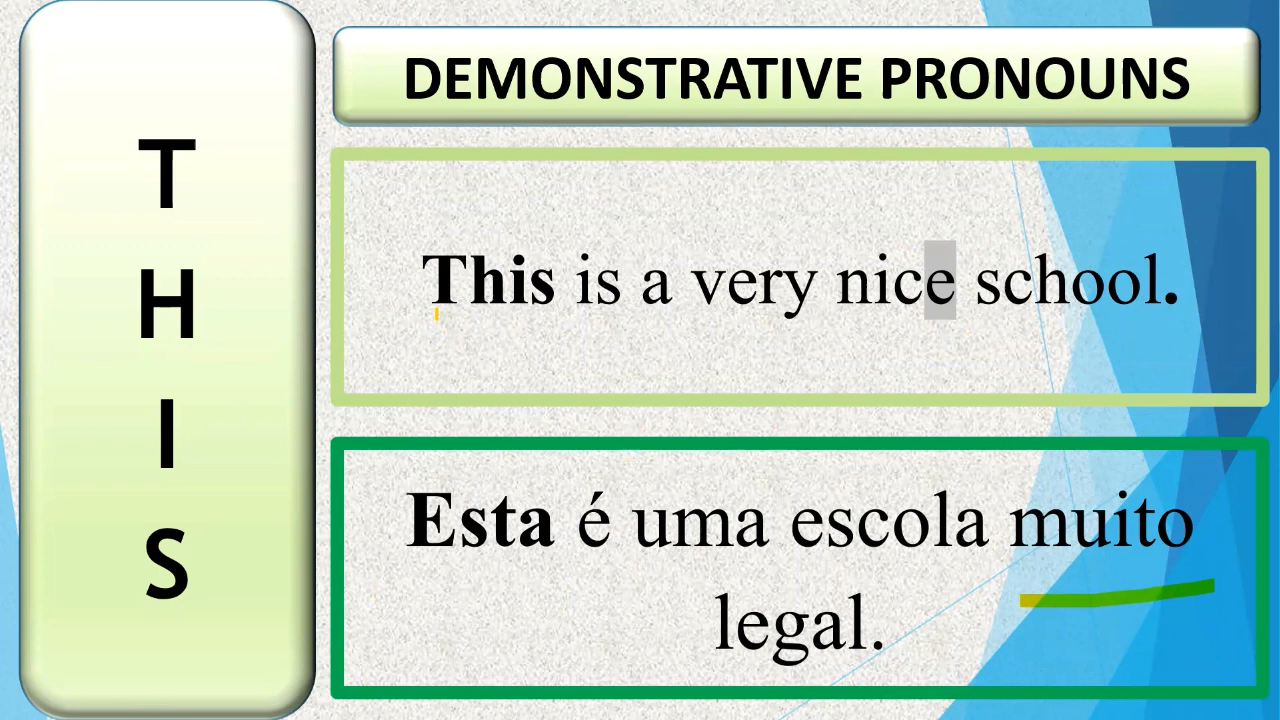 T
H
I
S
DEMONSTRATIVE PRONOUNS
This is a very nice school.
Esta é uma escola muito
legal.